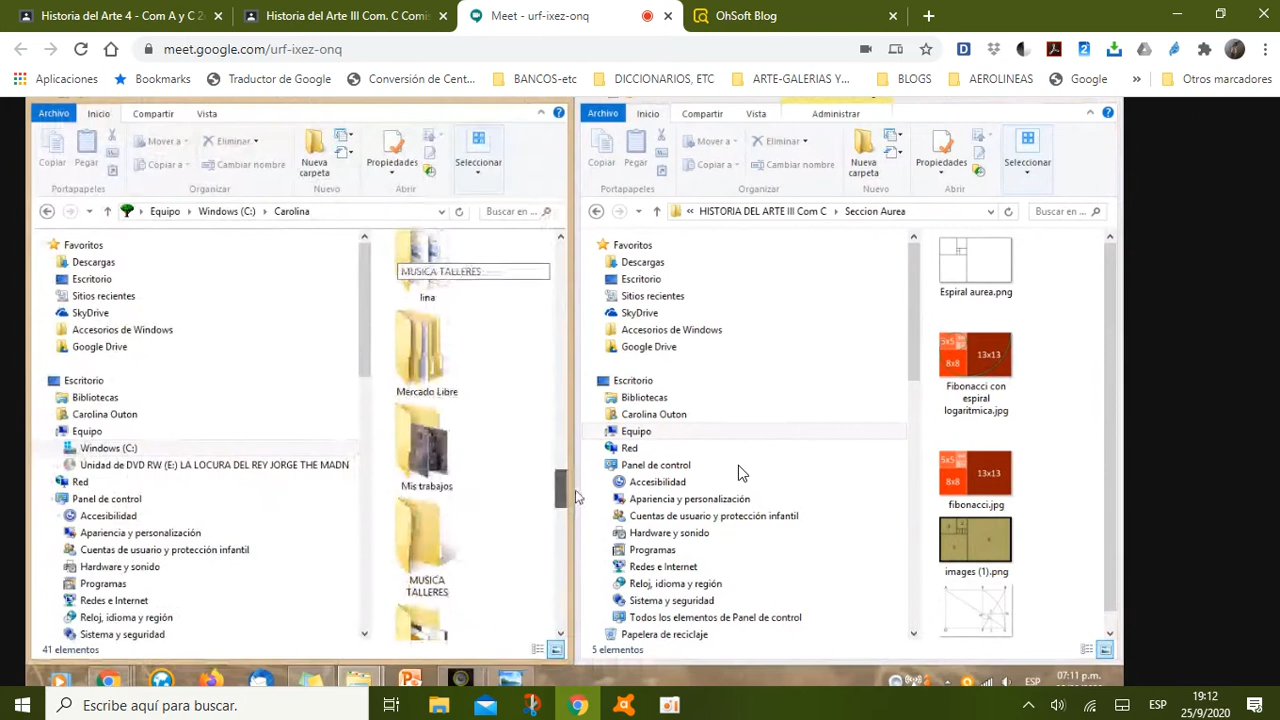 Historia del Arte 4 - Com A y C 2
Historia del Arte III Com. C Comis
Meet - urf-ixez-onq
OhSoft Blog
meet.google.com/urf-ixez-onq
Aplicaciones
Bookmarks
Traductor de Google
Conversión de Gent...
BANCOS-etc
DICCIONARIOS, ETC
ARTE-GALERIAS Y...
BLOGS
AEROLINEAS
Google
»
Otros marcadores
Archivo Inicio Compartir Vista
Copiar
Pegar
Mover a
Copiar a
Eliminar
Cambiar nombre
Nueva
carpeta
Propiedades
Seleccionar
Portapapeles Organizar Nuevo Abrir
Equipo Windows (C:) Carolina
Buscar en ...
Favoritos
Descargas
Escritorio
Sitios recientes
SkyDrive
Accesorios de Windows
Google Drive
Escritorio
Bibliotecas
Carolina Outon
Equipo
Windows (C:)
Unidad de DVD RW (E:) LA LOCURA DEL REY JORGE THE MADN
Red
Panel de control
Accesibilidad
Apariencia y personalización
Cuentas de usuario y protección infantil
Hardware y sonido
Programas
Redes e Internet
Reloj, idioma y región
Sistema y seguridad
MUSICA TALLERES
lina
Mercado Libre
Mis trabajos
MUSICA
TALLERES
41 elementos
Archivo Inicio Compartir Vista Administrar
Copiar
Pegar
Mover a
Copiar a
Eliminar
Cambiar nombre
Nueva
carpeta
Propiedades
Seleccionar
Portapapeles Organizar Nuevo Abrir
« HISTORIA DEL ARTE III Com C Seccion Aurea
Buscar en ...
Favoritos
Descargas
Escritorio
Sitios recientes
SkyDrive
Accesorios de Windows
Google Drive
Escritorio
Bibliotecas
Carolina Outon
Equipo
Red
Panel de control
Accesibilidad
Apariencia y personalización
Cuentas de usuario y protección infantil
Hardware y sonido
Programas
Redes e Internet
Reloj, idioma y región
Sistema y seguridad
Todos los elementos de Panel de control
Papelera de reciclaje
Espiral aurea.png
5x5
8x8
13x13
Fibonacci con
espiral
logaritmica.jpg
5x5
8x8
13x13
fibonacci.jpg
images (1).png
5 elementos
ESP
07:11 p.m.
Escribe aquí para buscar.
ESP
19:12
25/9/2020